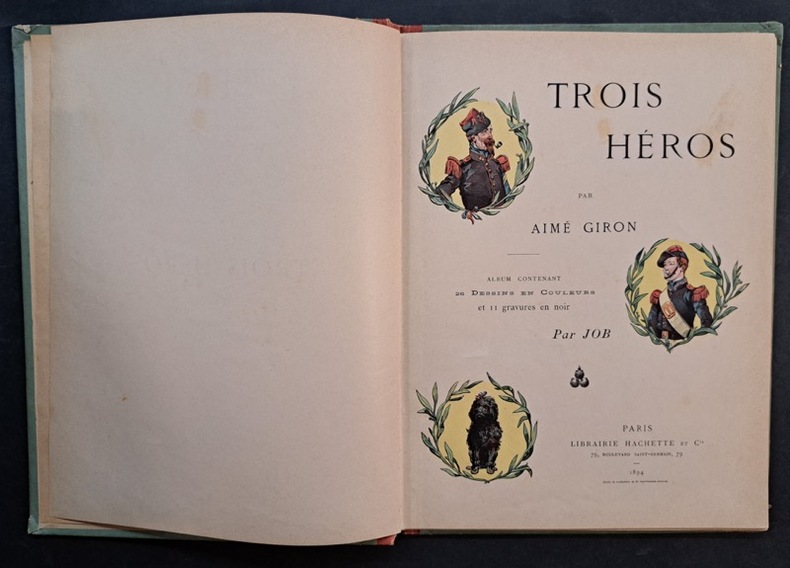 TROIS
HÉROS
PAR
AIMÉ GIRON
ALBUM CONTENANT
26 DESSINS EN COULEURS
et 11 gravures en noir
Par JOB
PARIS
LIBRAIRIE HACHETTE ET Cie
79, BOULEVARD SAINT-GERMAIN, 79
1894